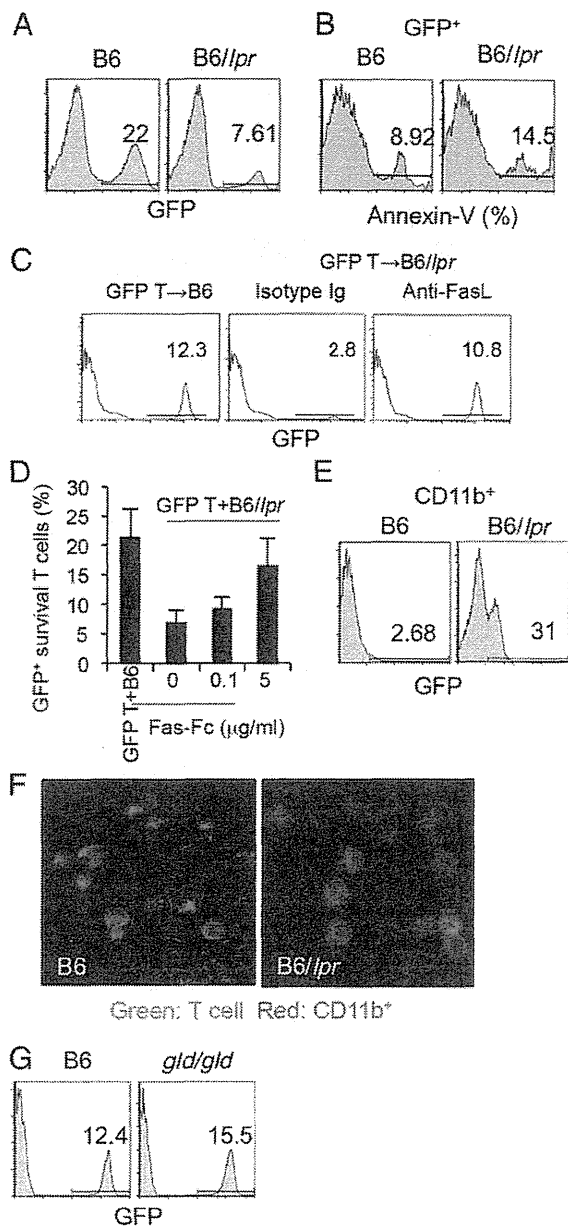 A
B6
B6/lpr
22
7.61
GFP
B
GFP+
B6
B6/lpr
8.92
14.5
Annexin-V (%)
C
GFP T→B6/lpr
GFP T→B6
Isotype Ig
Anti-FasL
12.3
2.8
10.8
GFP
D
GFP+ survival T cells (%)
30
25
20
15
10
5
0
GFP T+B6/lpr
GFP T+B6
0
0.1
5
Fas-Fc (μg/ml)
E
CD11b+
B6
B6/lpr
2.68
31
GFP
F
B6
B6/lpr
Green: T cell Red: CD11b+
G
B6
gld/gld
12.4
15.5
GFP